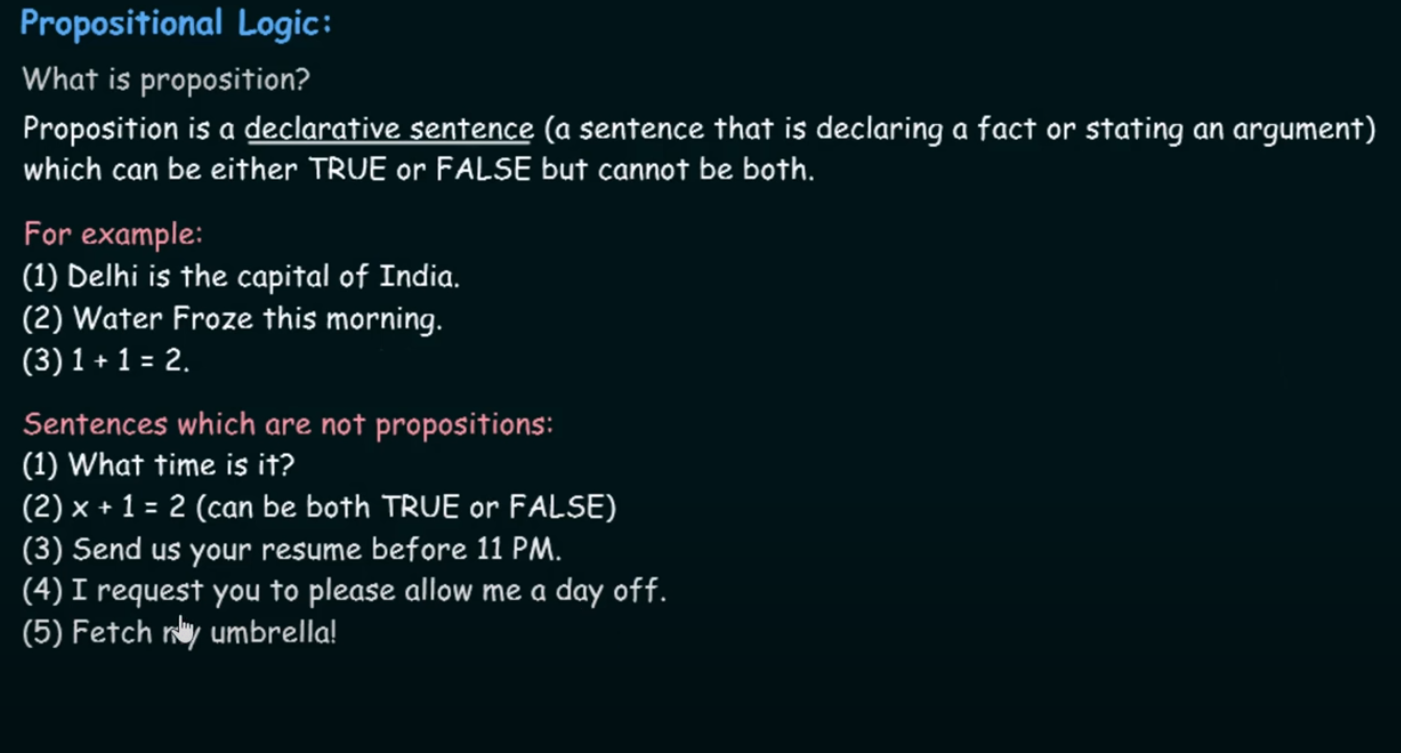 Propositional Logic:
What is proposition?
Proposition is a declarative sentence (a sentence that is declaring a fact or stating an argument)
which can be either TRUE or FALSE but cannot be both.
For example:
(1) Delhi is the capital of India.
(2) Water Froze this morning.
(3) 1 + 1 = 2.
Sentences which are not propositions:
(1) What time is it?
(2) x + 1 = 2 (can be both TRUE or FALSE)
(3) Send us your resume before 11 PM.
(4) I request you to please allow me a day off.
(5) Fetch my umbrella!